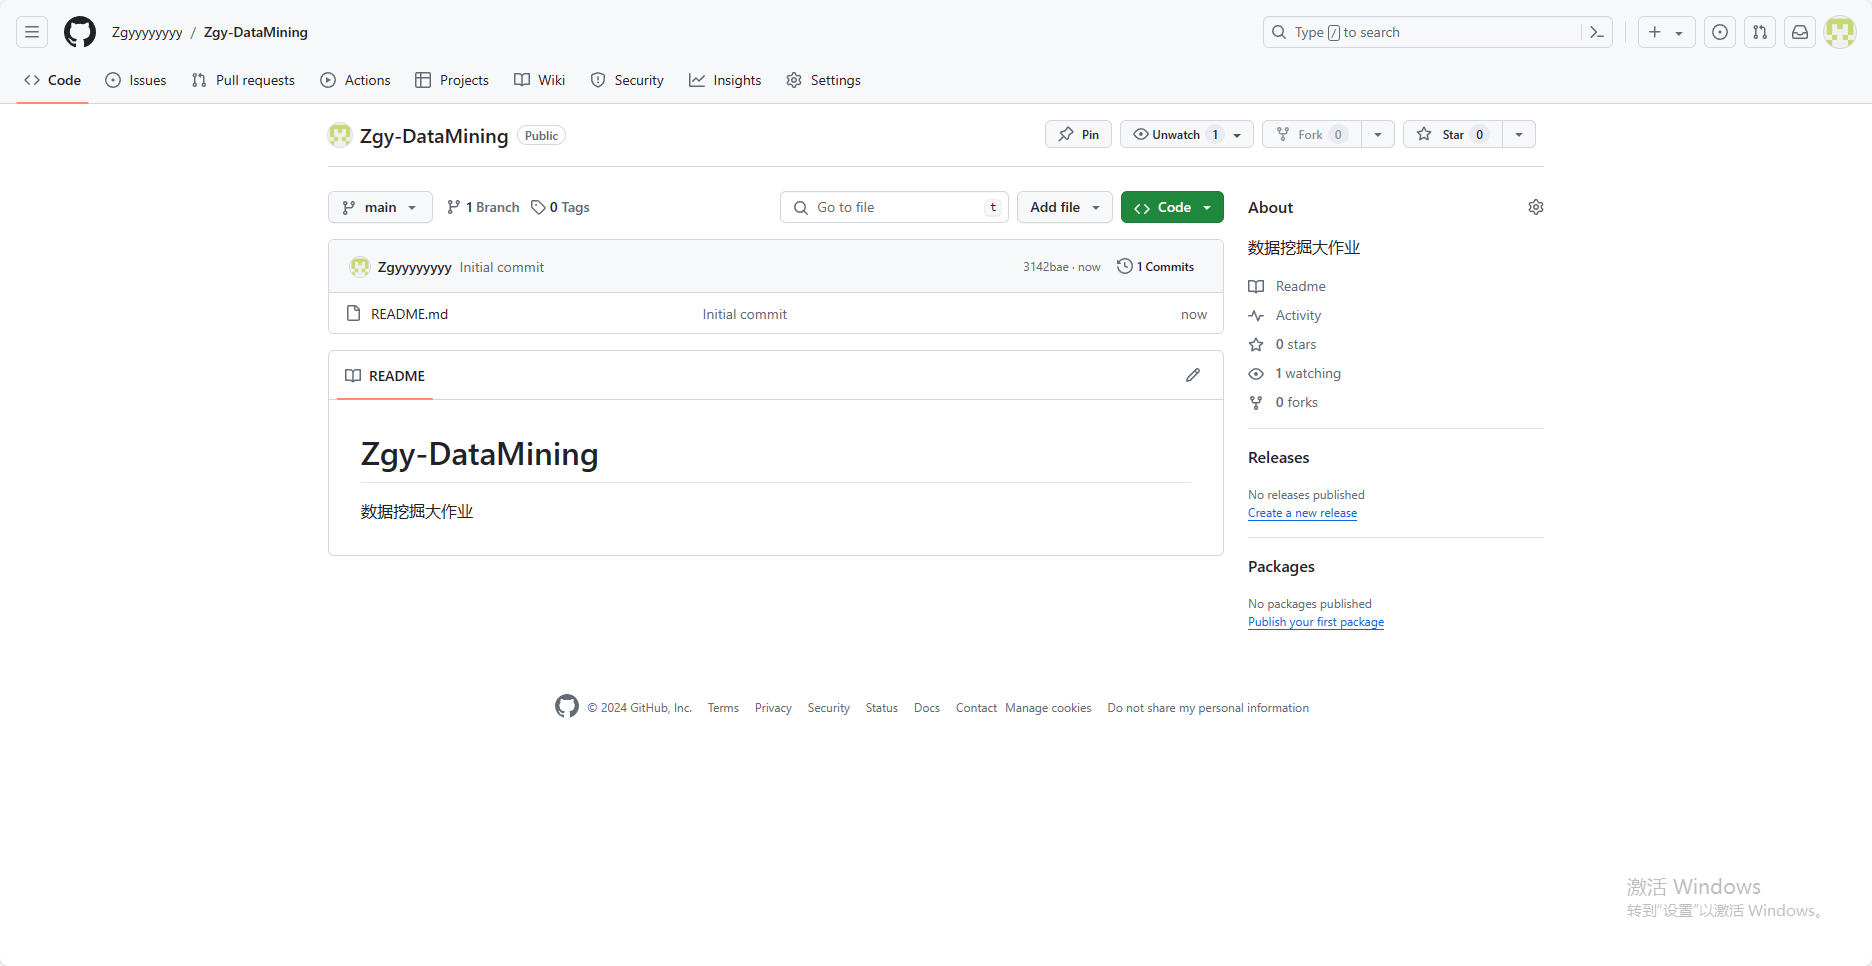 Zgyyyyyyyy / Zgy-DataMining
Type / to search
Code Issues Pull requests Actions Projects Wiki Security Insights Settings
Zgy-DataMining Public
Pin Unwatch 1 Fork 0 Star 0
main 1 Branch 0 Tags Go to file t Add file Code
Zgyyyyyyyy Initial commit 3142bae · now 1 Commits
README.md Initial commit now
README
Zgy-DataMining
数据挖掘大作业
About
数据挖掘大作业
Readme
Activity
0 stars
1 watching
0 forks
Releases
No releases published
Create a new release
Packages
No packages published
Publish your first package
© 2024 GitHub, Inc. Terms Privacy Security Status Docs Contact Manage cookies Do not share my personal information
激活 Windows
转到"设置"以激活 Windows。